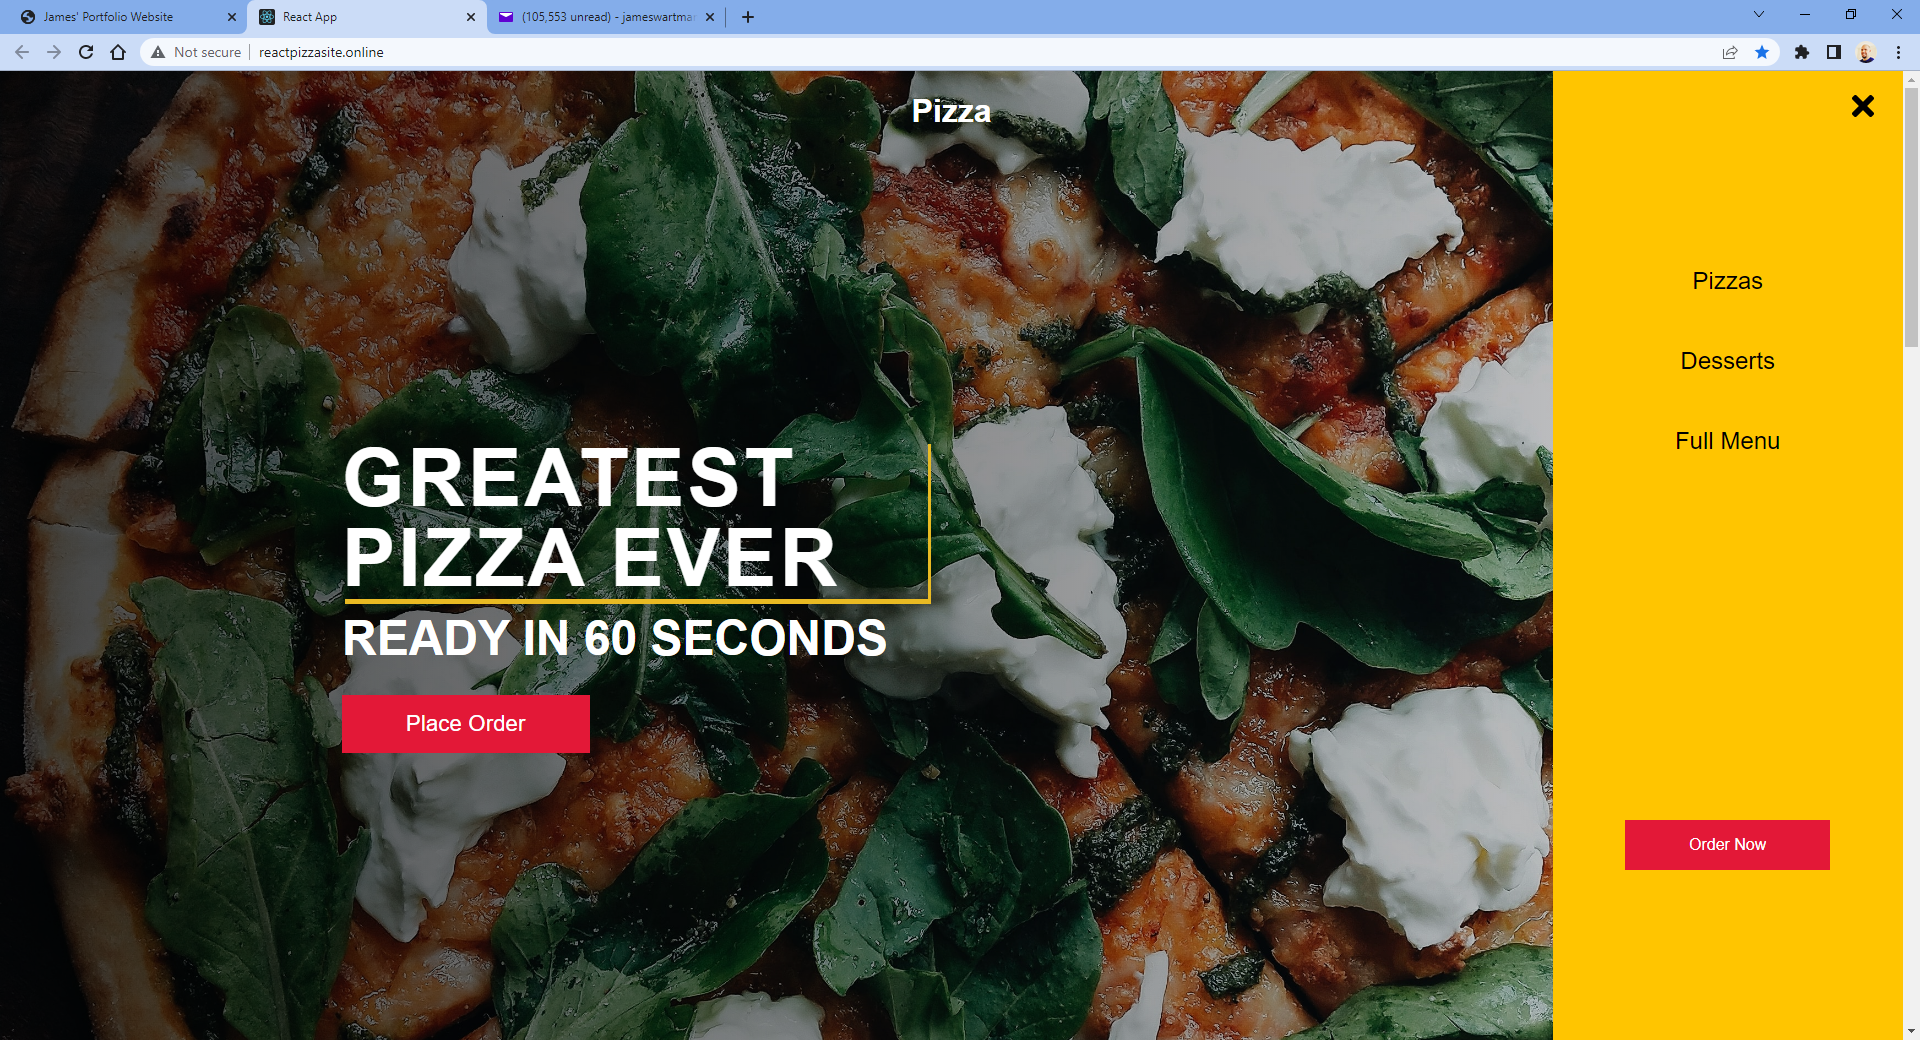 James' Portfolio Website
React App
(105,553 unread) - jameswartma
Not secure
reactpizzasite.online
Pizza
GREATEST
PIZZA EVER
READY IN 60 SECONDS
Place Order
Pizzas
Desserts
Full Menu
Order Now